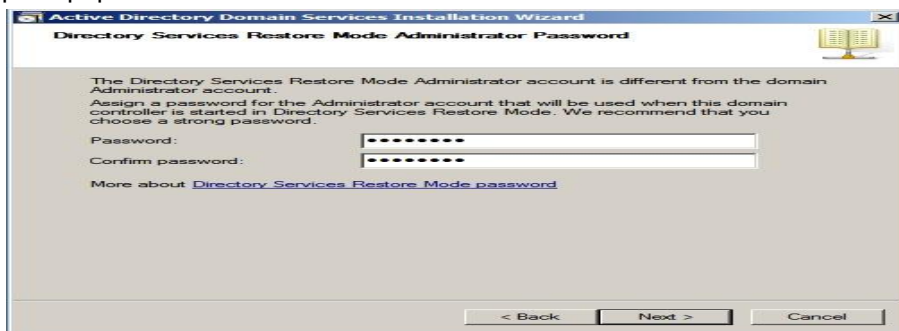 Active Directory Domain Services Installation Wizard
Directory Services Restore Mode Administrator Password
The Directory Services Restore Mode Administrator account is different from the domain
Administrator account.
Assign a password for the Administrator account that will be used when this domain
controller is started in Directory Services Restore Mode. We recommend that you
choose a strong password.
Password:
Confirm password:
More about Directory Services Restore Mode password
< Back Next > Cancel